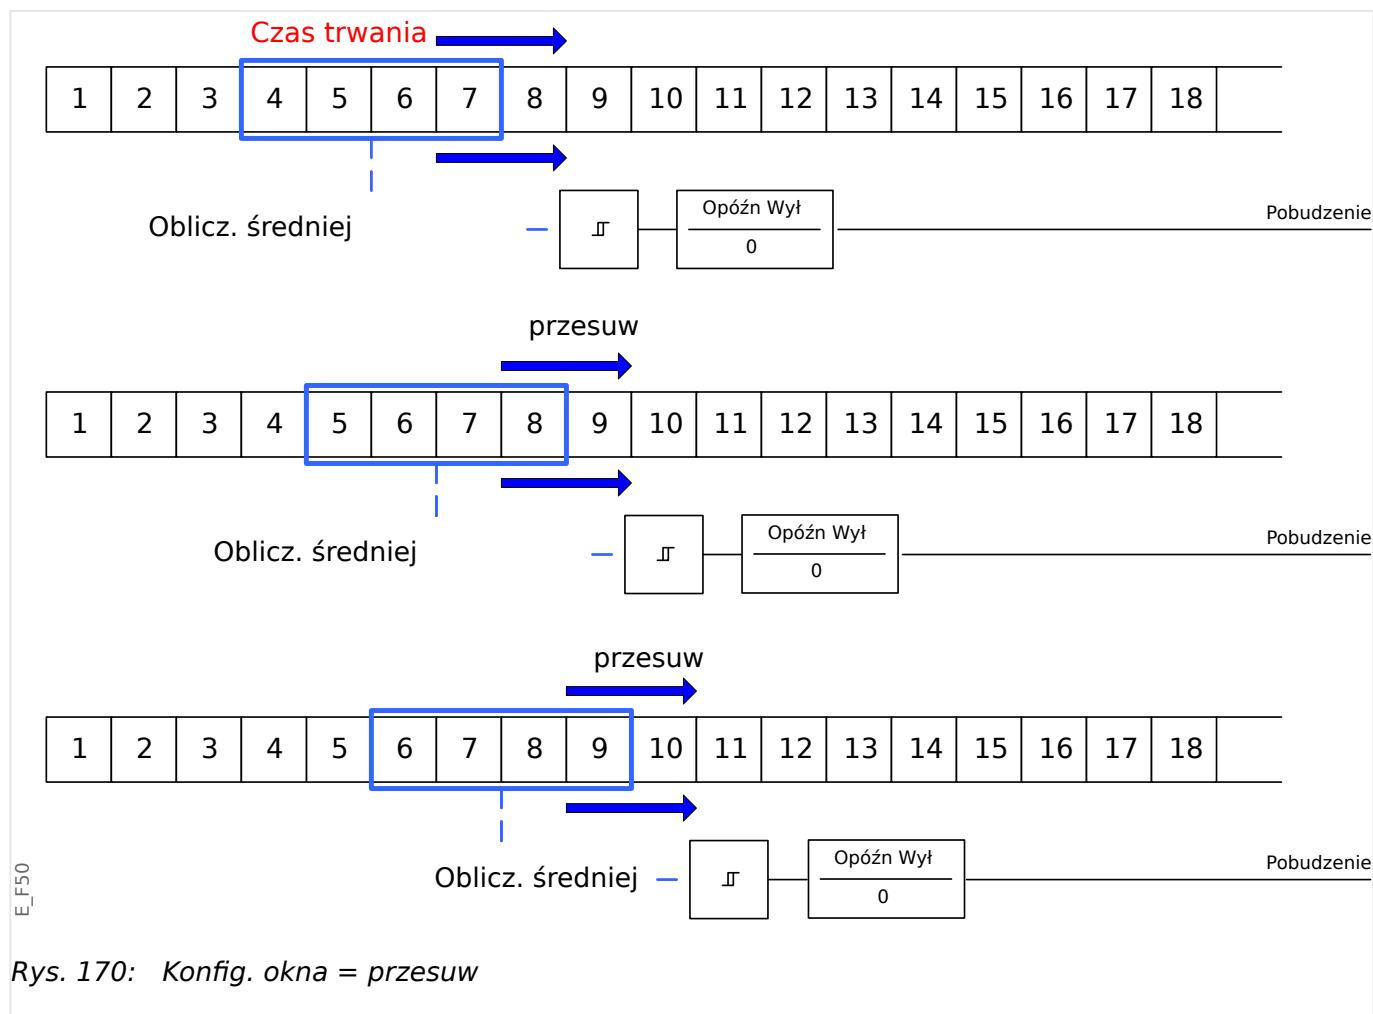 Czas trwania
1 2 3 4 5 6 7 8 9 10 11 12 13 14 15 16 17 18
Opóźn Wył
Pobudzenie
Oblicz. średniej
0
przesuw
1 2 3 4 5 6 7 8 9 10 11 12 13 14 15 16 17 18
Opóźn Wył
Pobudzenie
Oblicz. średniej
0
przesuw
1 2 3 4 5 6 7 8 9 10 11 12 13 14 15 16 17 18
Opóźn Wył
Pobudzenie
Oblicz. średniej
0
E_F50
Rys. 170: Konfig. okna = przesuw